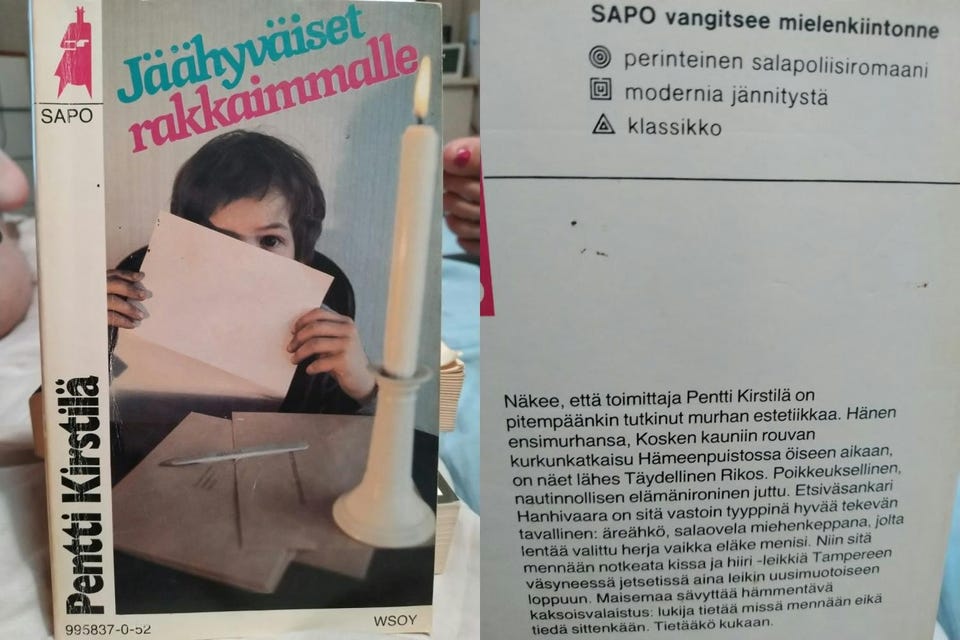 SAPO
Jäähyväiset
rakkaimmalle
Pentti Kirstilä
995837-0-52
WSOY
SAPO vangitsee mielenkiintonne
perinteinen salapoliisiromaani
modernia jännitystä
klassikko
Näkee, että toimittaja Pentti Kirstilä on
pitempäänkin tutkinut murhan estetiikkaa. Hänen
ensimurhansa, Kosken kauniin rouvan
kurkunkatkaisu Hämeenpuistossa öiseen aikaan,
on näet lähes Täydellinen Rikos. Poikkeuksellinen,
nautinnollisen elämänironinen juttu. Etsiväsankari
Hanhivaara on sitä vastoin tyyppinä hyvää tekevän
tavallinen: äreähkö, salaovela miehenkeppana, jolta
lentää valittu herja vaikka eläke menisi. Niin sitä
mennään notkeata kissa ja hiiri -leikkiä Tampereen
väsyneessä jetsetissä aina leikin uusimuotoiseen
loppuun. Maisemaa sävyttää hämmentävä
kaksoisvalaistus: lukija tietää missä mennään eikä
tiedä sittenkään. Tietääkö kukaan.